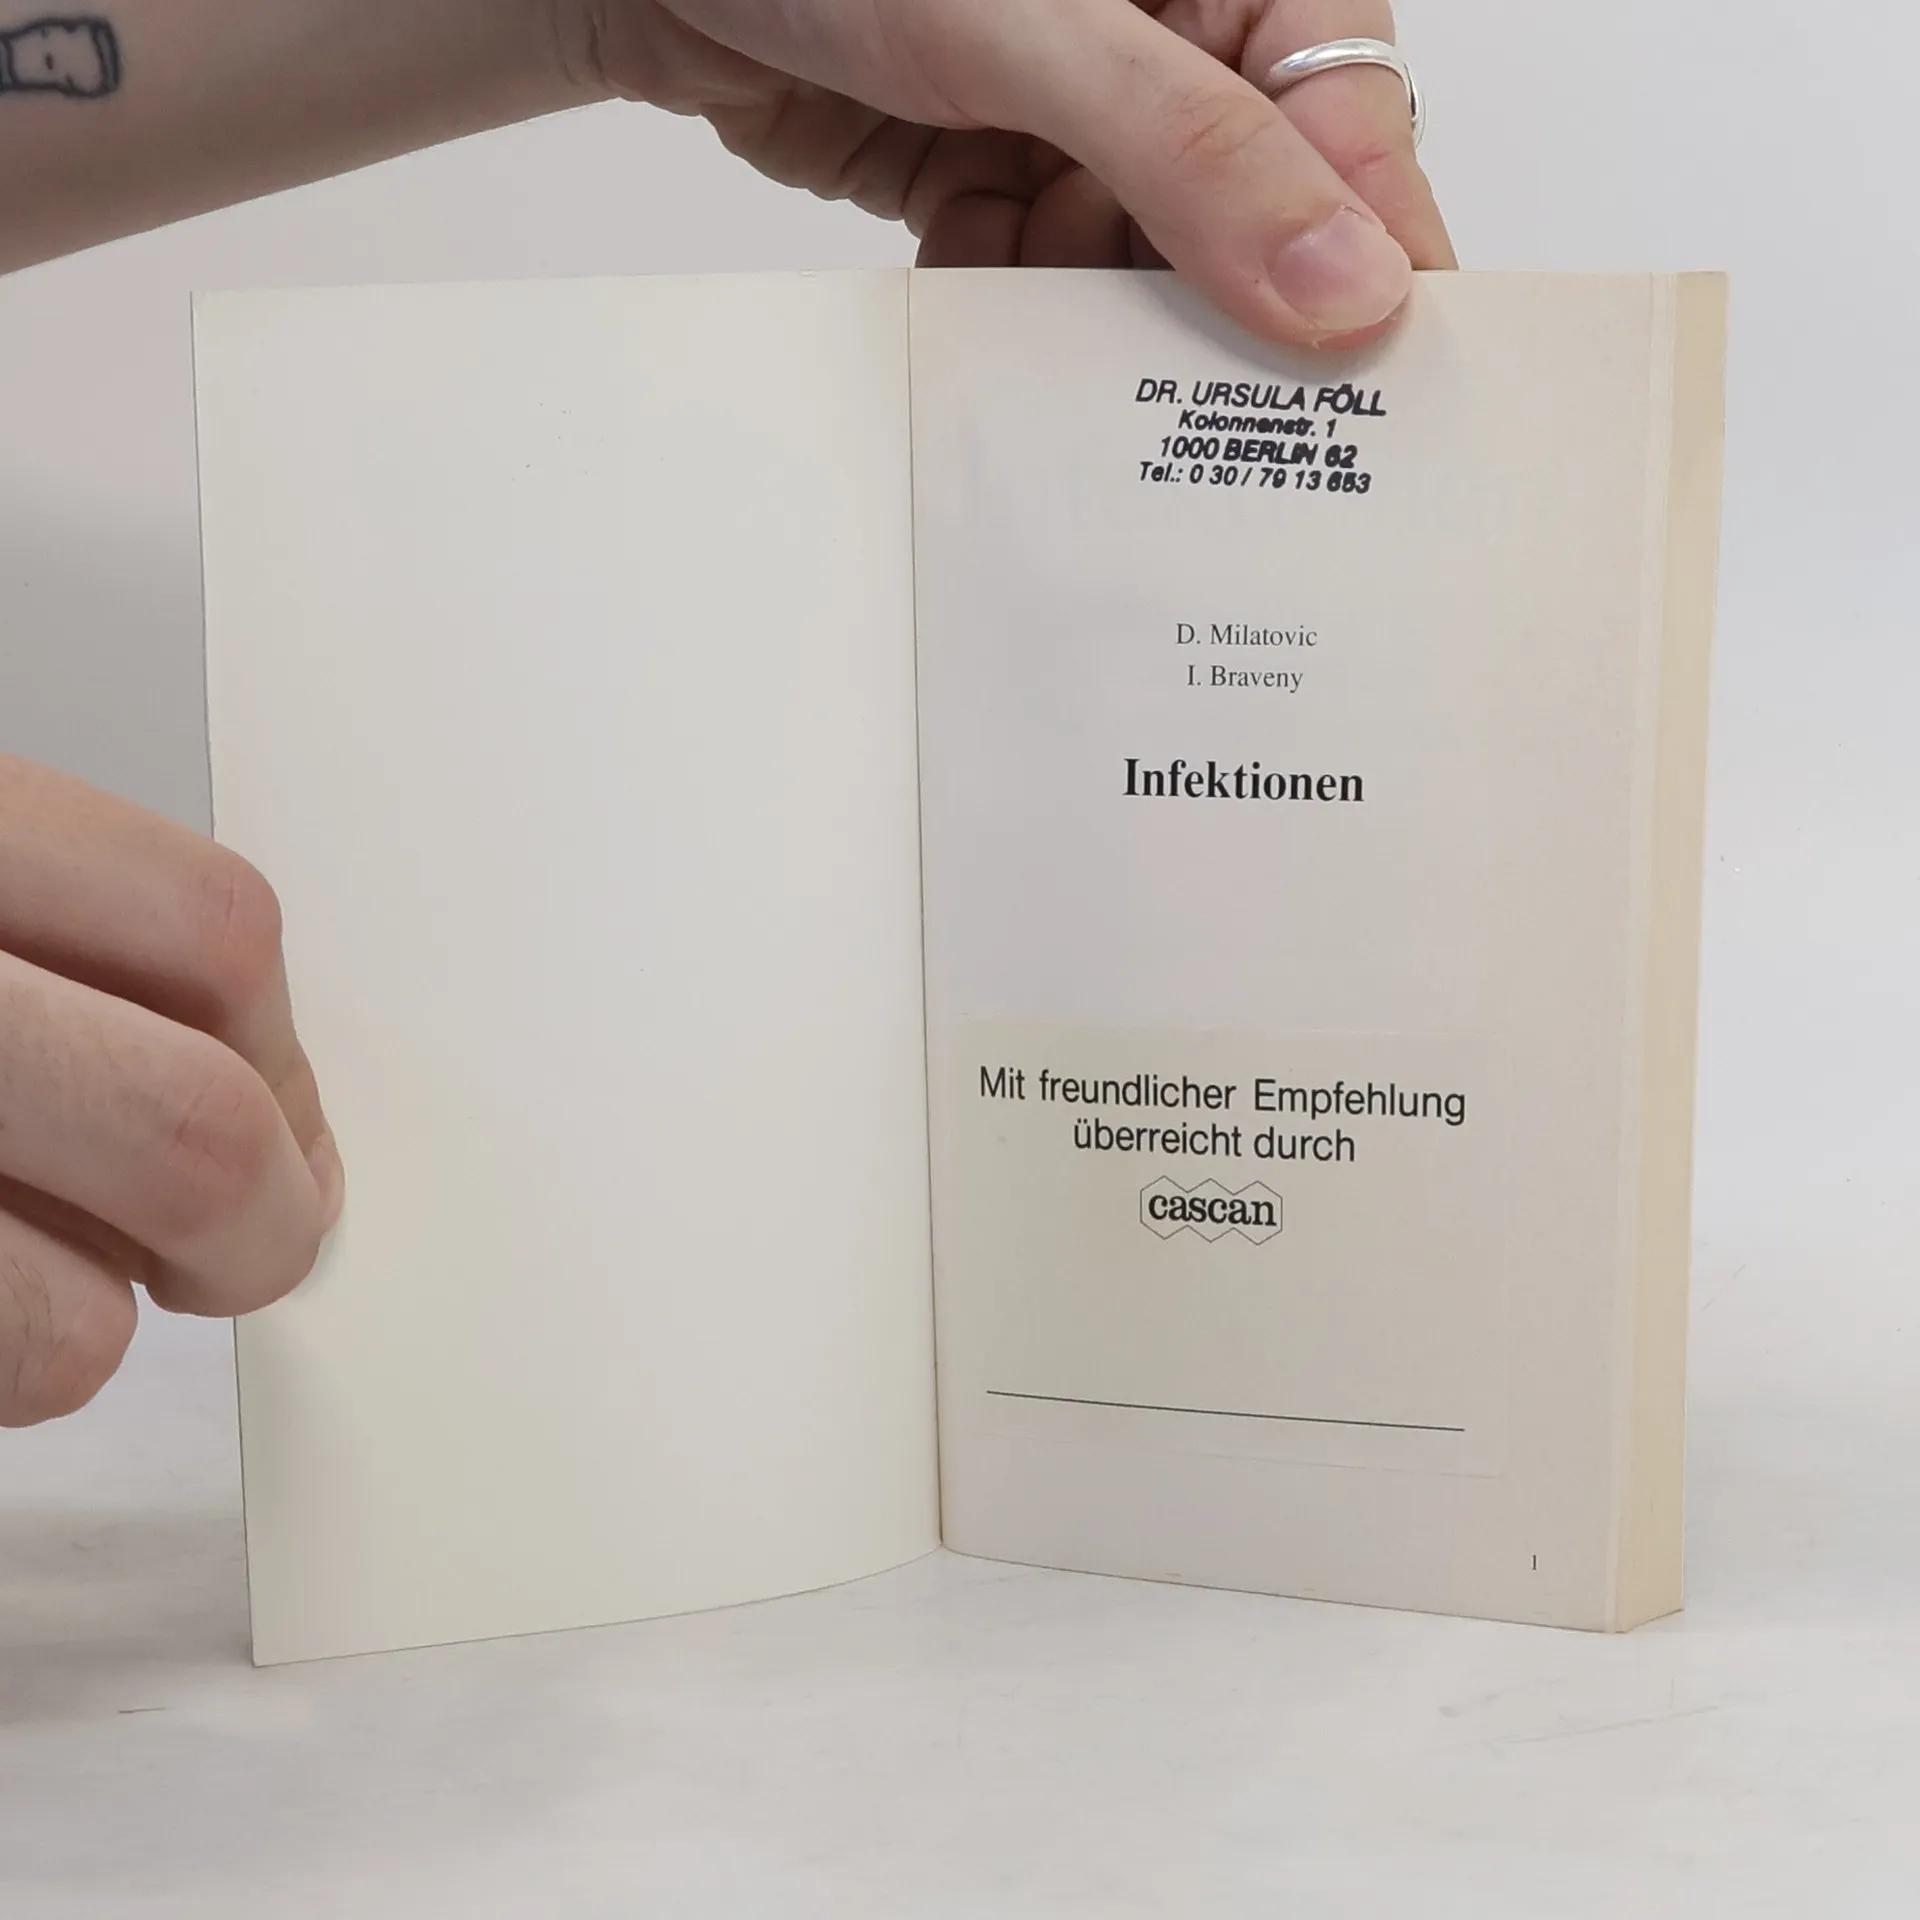 DR. URSULA FÖLL
Kolonnenstr. 1
1000 BERLIN 62
Tel.: 0 30 / 79 13 653
D. Milatovic
I. Braveny
Infektionen
Mit freundlicher Empfehlung
überreicht durch
cascan
1